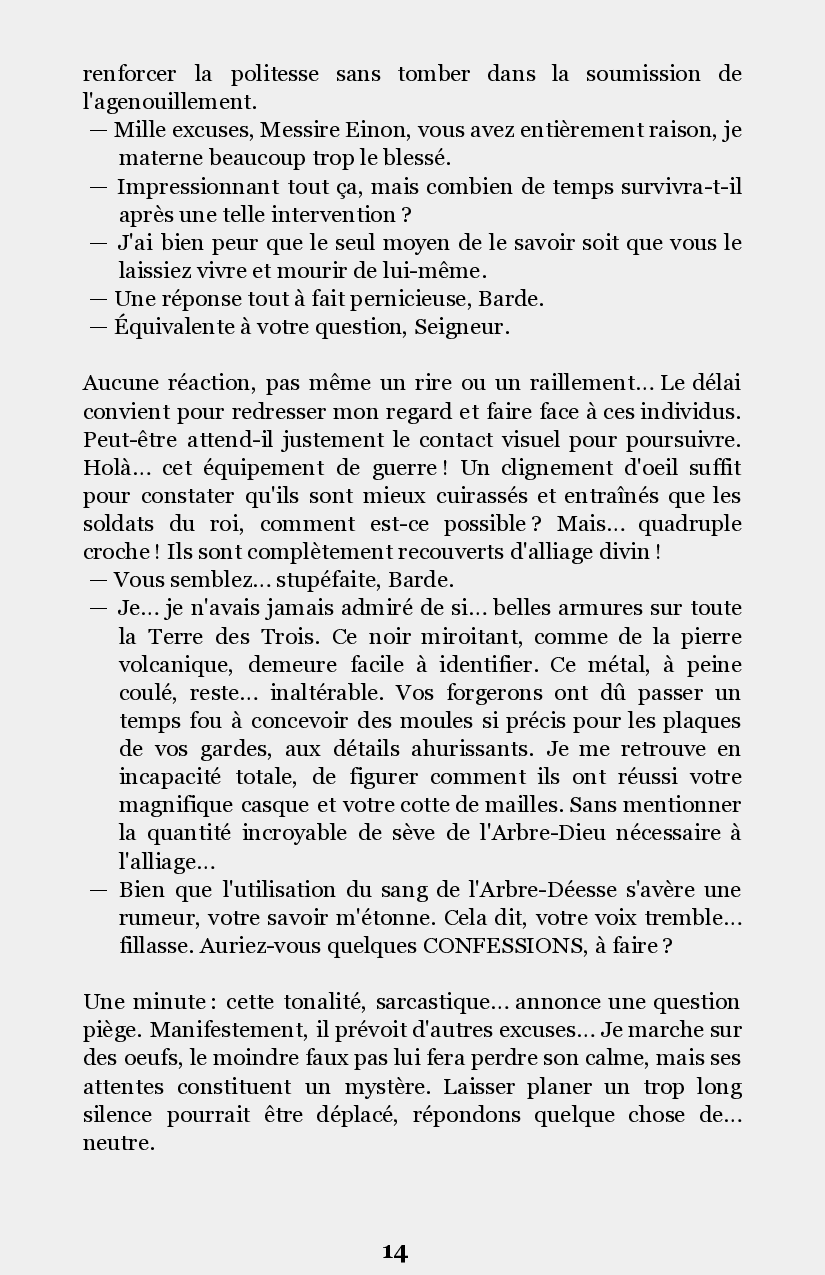 renforcer la politesse sans tomber dans la soumission de
l'agenouillement.
— Mille excuses, Messire Einon, vous avez entièrement raison, je
materne beaucoup trop le blessé.
— Impressionnant tout ça, mais combien de temps survivra-t-il
après une telle intervention ?
— J'ai bien peur que le seul moyen de le savoir soit que vous le
laissiez vivre et mourir de lui-même.
— Une réponse tout à fait pernicieuse, Barde.
— Équivalente à votre question, Seigneur.
Aucune réaction, pas même un rire ou un raillement... Le délai
convient pour redresser mon regard et faire face à ces individus.
Peut-être attend-il justement le contact visuel pour poursuivre.
Holà... cet équipement de guerre ! Un clignement d'oeil suffit
pour constater qu'ils sont mieux cuirassés et entraînés que les
soldats du roi, comment est-ce possible ? Mais... quadruple
croche ! Ils sont complètement recouverts d'alliage divin !
— Vous semblez... stupéfaite, Barde.
— Je... je n'avais jamais admiré de si... belles armures sur toute
la Terre des Trois. Ce noir miroitant, comme de la pierre
volcanique, demeure facile à identifier. Ce métal, à peine
coulé, reste... inaltérable. Vos forgerons ont dû passer un
temps fou à concevoir des moules si précis pour les plaques
de vos gardes, aux détails ahurissants. Je me retrouve en
incapacité totale, de figurer comment ils ont réussi votre
magnifique casque et votre cotte de mailles. Sans mentionner
la quantité incroyable de sève de l'Arbre-Dieu nécessaire à
l'alliage...
— Bien que l'utilisation du sang de l'Arbre-Déesse s'avère une
rumeur, votre savoir m'étonne. Cela dit, votre voix tremble...
fillasse. Auriez-vous quelques CONFESSIONS, à faire ?
Une minute : cette tonalité, sarcastique... annonce une question
piège. Manifestement, il prévoit d'autres excuses... Je marche sur
des oeufs, le moindre faux pas lui fera perdre son calme, mais ses
attentes constituent un mystère. Laisser planer un trop long
silence pourrait être déplacé, répondons quelque chose de...
neutre.
14